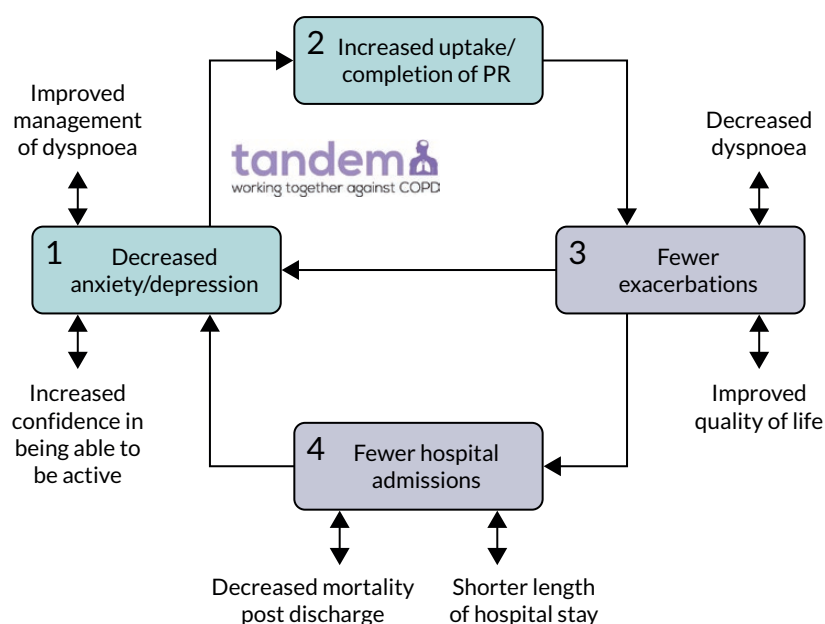 2 Increased uptake/
completion of PR
Improved
management
of dyspnoea
tandem
working together against COPD
Decreased
dyspnoea
1 Decreased
anxiety/depression
3 Fewer
exacerbations
Increased
confidence in
being able to
be active
Improved
quality of life
4 Fewer hospital
admissions
Decreased mortality
post discharge
Shorter length
of hospital stay